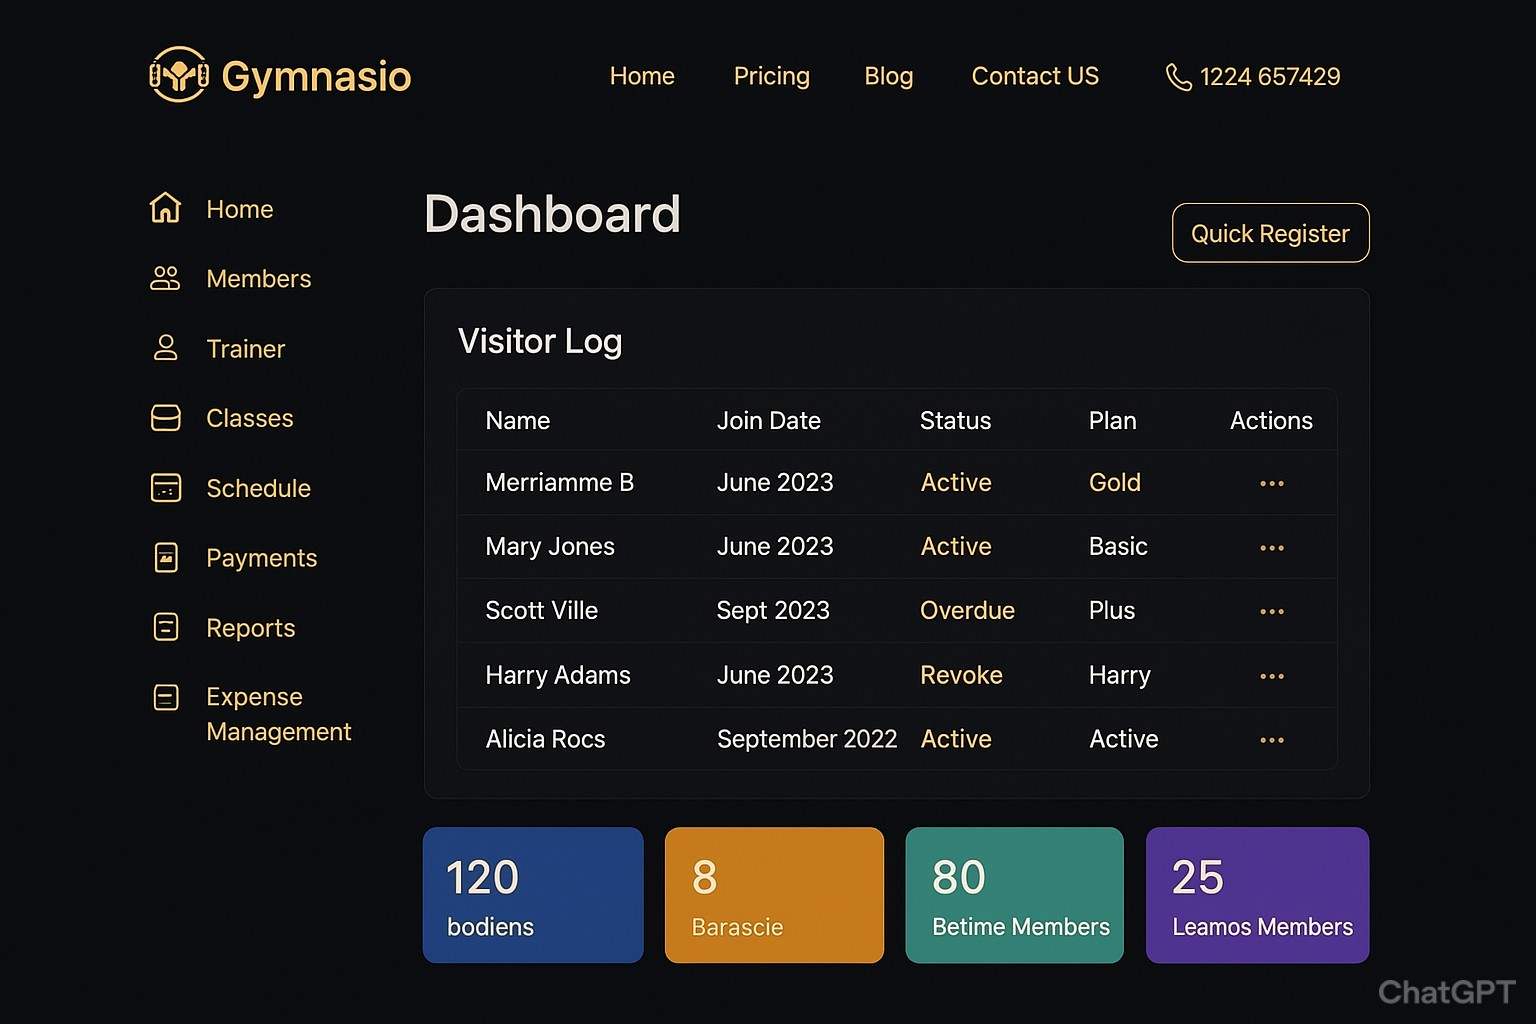 Gymnasio
Home Pricing Blog Contact US 1224 657429
Home
Members
Trainer
Classes
Schedule
Payments
Reports
Expense
Management
Dashboard
Quick Register
Visitor Log
Name Join Date Status Plan Actions
Merriamme B June 2023 Active Gold ...
Mary Jones June 2023 Active Basic ...
Scott Ville Sept 2023 Overdue Plus ...
Harry Adams June 2023 Revoke Harry ...
Alicia Rocs September 2022 Active Active ...
120
bodiens
8
Barascie
80
Betime Members
25
Leamos Members
ChatGPT